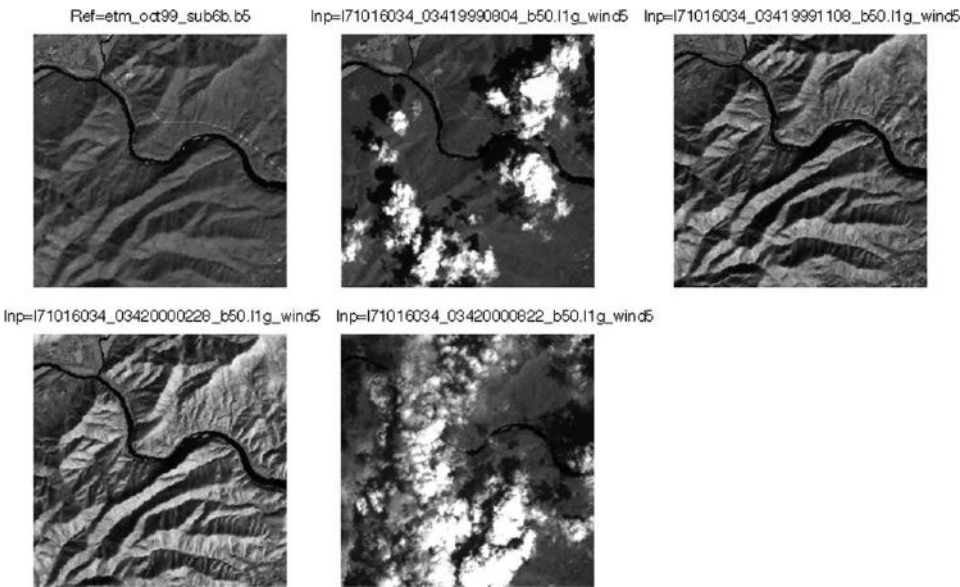 Ref=etm_oct99_sub6b.b5
Inp=l71016034_03419990804_b50.l1g_wind5
Inp=l71016034_03419991108_b50.l1g_wind5
Inp=l71016034_03420000228_b50.l1g_wind5
Inp=l71016034_03420000822_b50.l1g_wind5